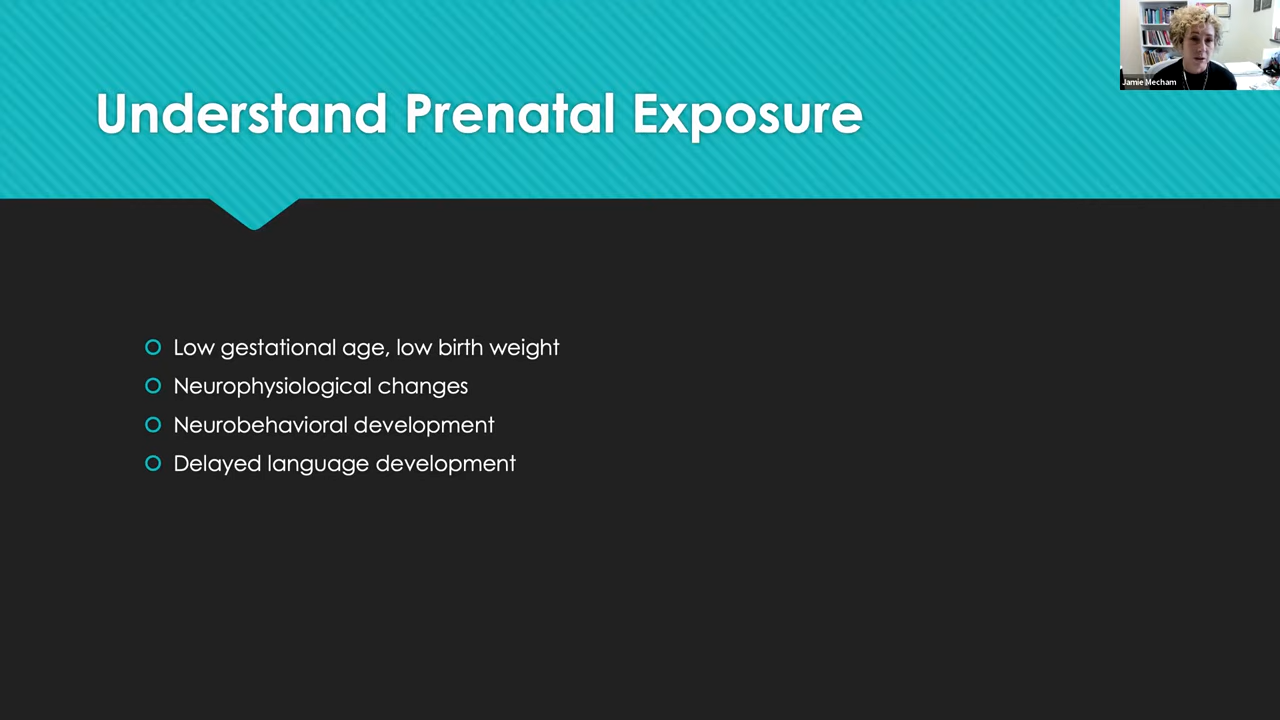 Jamie Mecham
Understand Prenatal Exposure
Low gestational age, low birth weight
Neurophysiological changes
Neurobehavioral development
Delayed language development